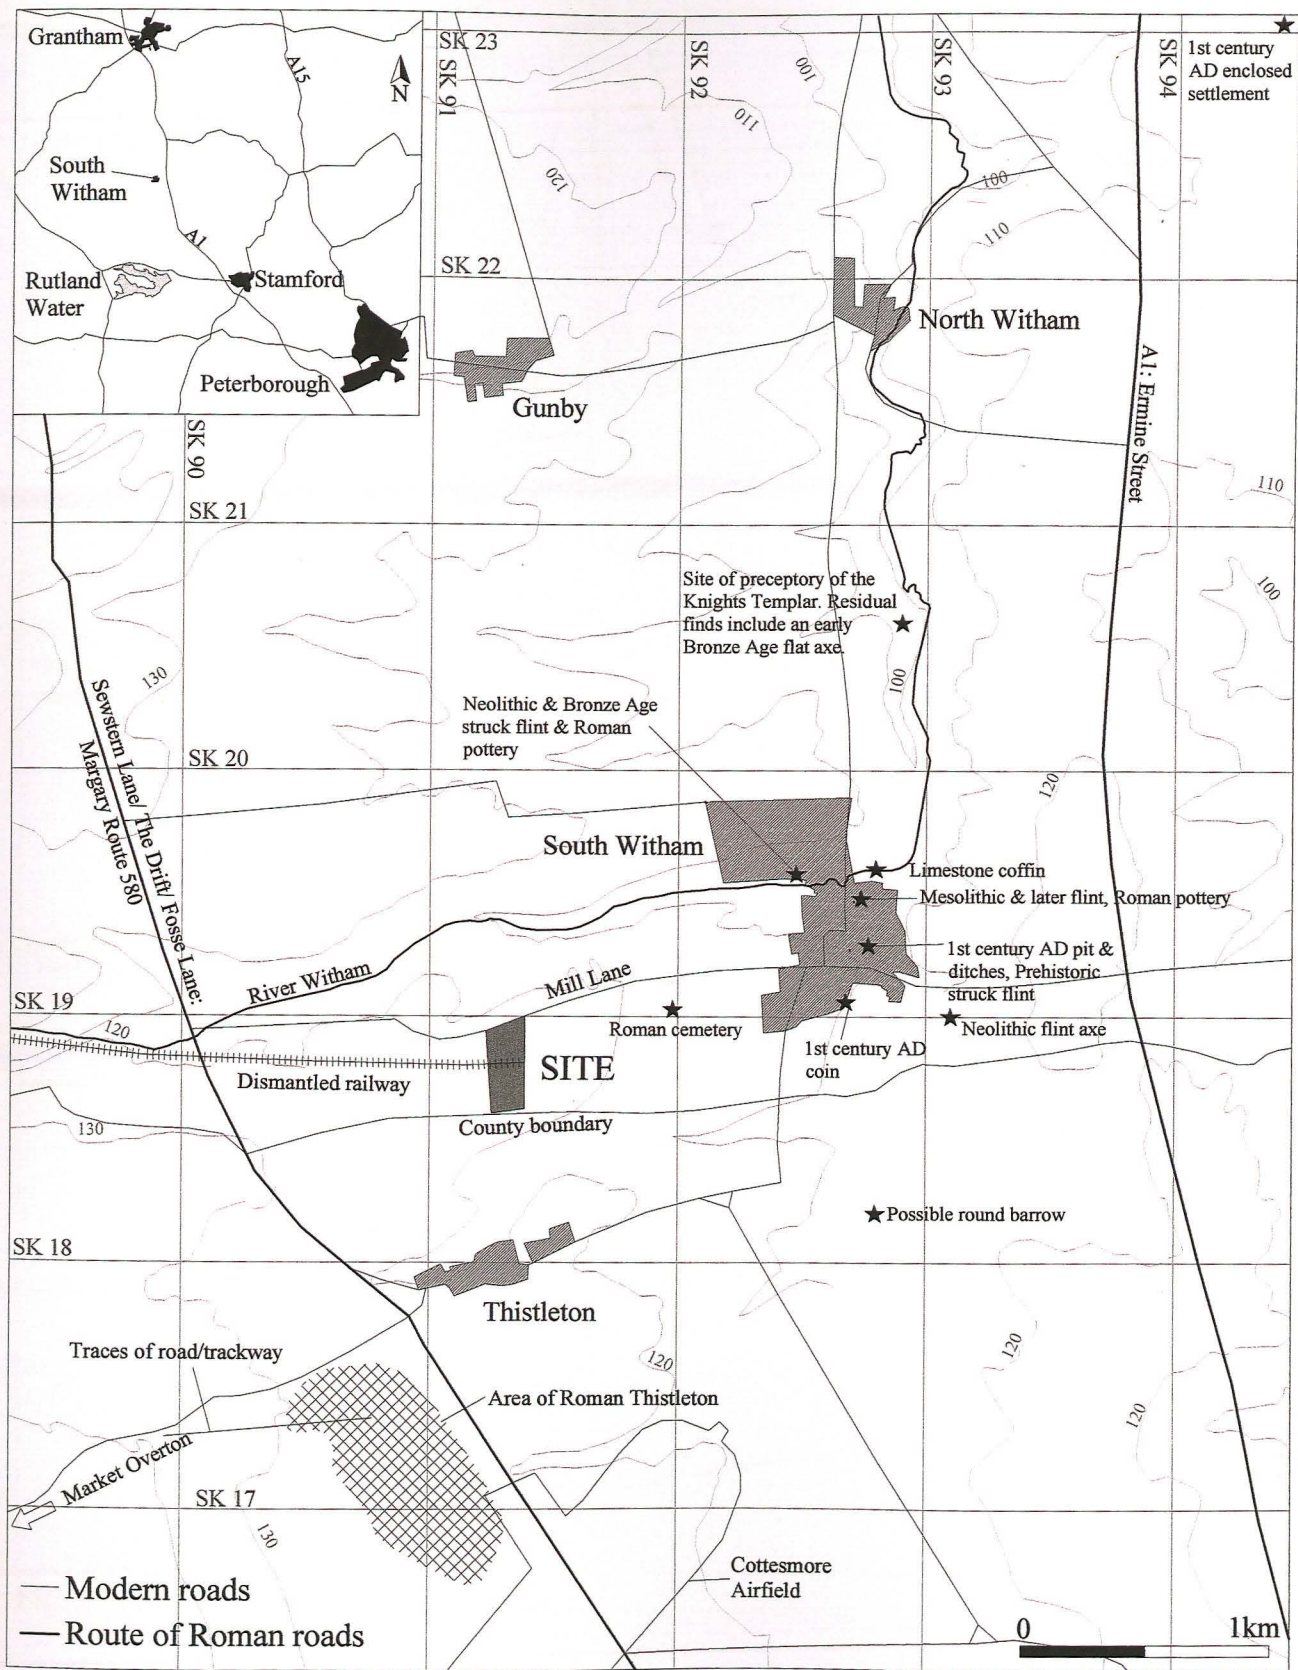 Grantham
A15
N
South
Witham
A1
Rutland
Water
Stamford
Peterborough
SK 23
SK 91
SK 92
SK 93
SK 94
1st century
AD enclosed
settlement
100
110
120
100
110
SK 22
North Witham
Gunby
A1: Ermine Street
SK 90
SK 21
110
100
Site of preceptory of the
Knights Templar. Residual
finds include an early
Bronze Age flat axe.
100
130
Sewstern Lane/ The Drift/ Fosse Lane:
Margary Route 580
Neolithic & Bronze Age
struck flint & Roman
pottery
SK 20
120
South Witham
Limestone coffin
Mesolithic & later flint, Roman pottery
1st century AD pit &
ditches, Prehistoric
struck flint
River Witham
Mill Lane
SK 19
120
Roman cemetery
Neolithic flint axe
1st century AD
coin
SITE
Dismantled railway
County boundary
130
Possible round barrow
SK 18
Thistleton
Traces of road/trackway
120
120
Area of Roman Thistleton
120
Market Overton
SK 17
130
Cottesmore
Airfield
Modern roads
Route of Roman roads
0 1km